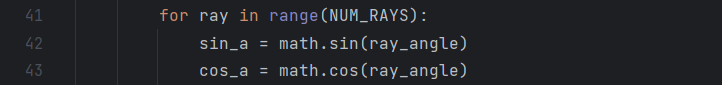 41 for ray in range(NUM_RAYS):
42 sin_a = math.sin(ray_angle)
43 cos_a = math.cos(ray_angle)